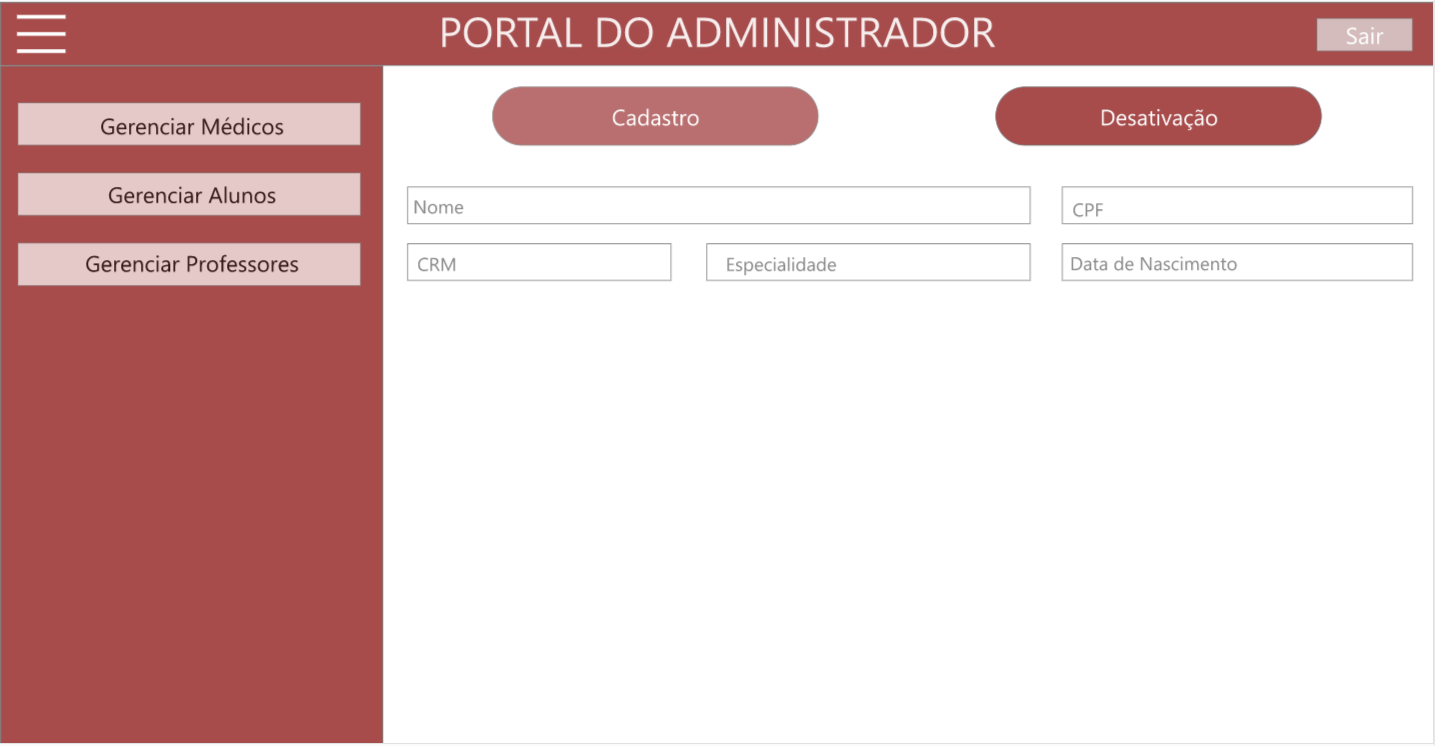 PORTAL DO ADMINISTRADOR
Sair
Gerenciar Médicos
Gerenciar Alunos
Gerenciar Professores
Cadastro
Desativação
Nome
CPF
CRM
Especialidade
Data de Nascimento